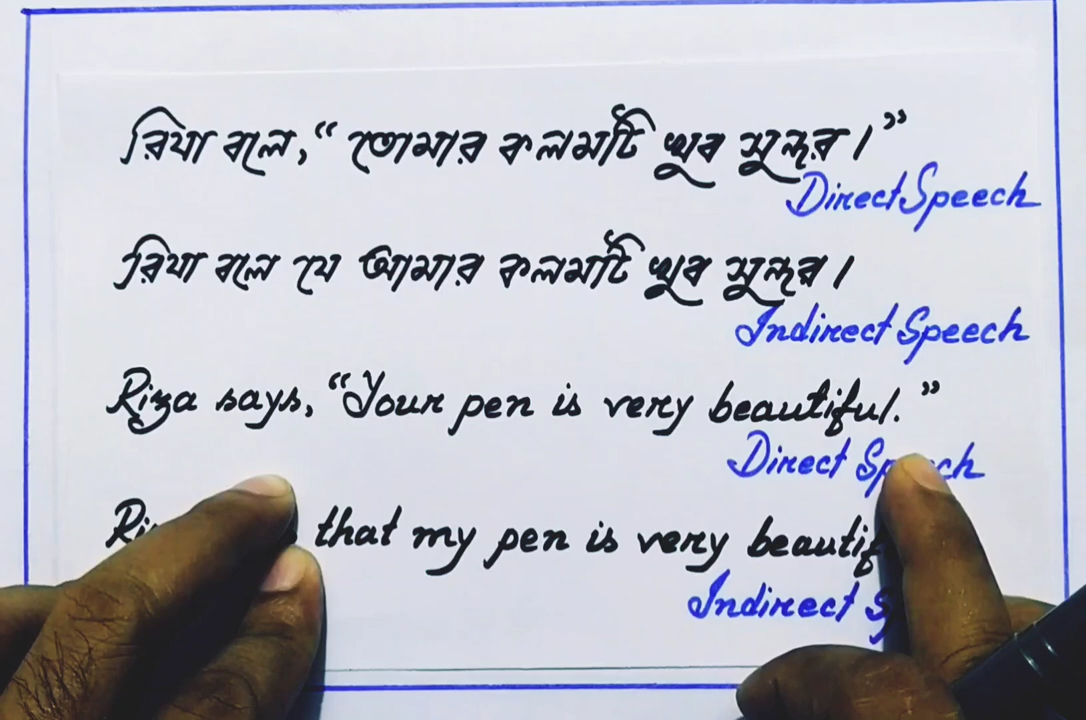 রিযা বলে, “তোমার কলমটি খুব সুন্দর।”
Direct Speech
রিযা বলে যে আমার কলমটি খুব সুন্দর।
Indirect Speech
Riza says, “Your pen is very beautiful.”
Direct Speech
that my pen is very
Indirect